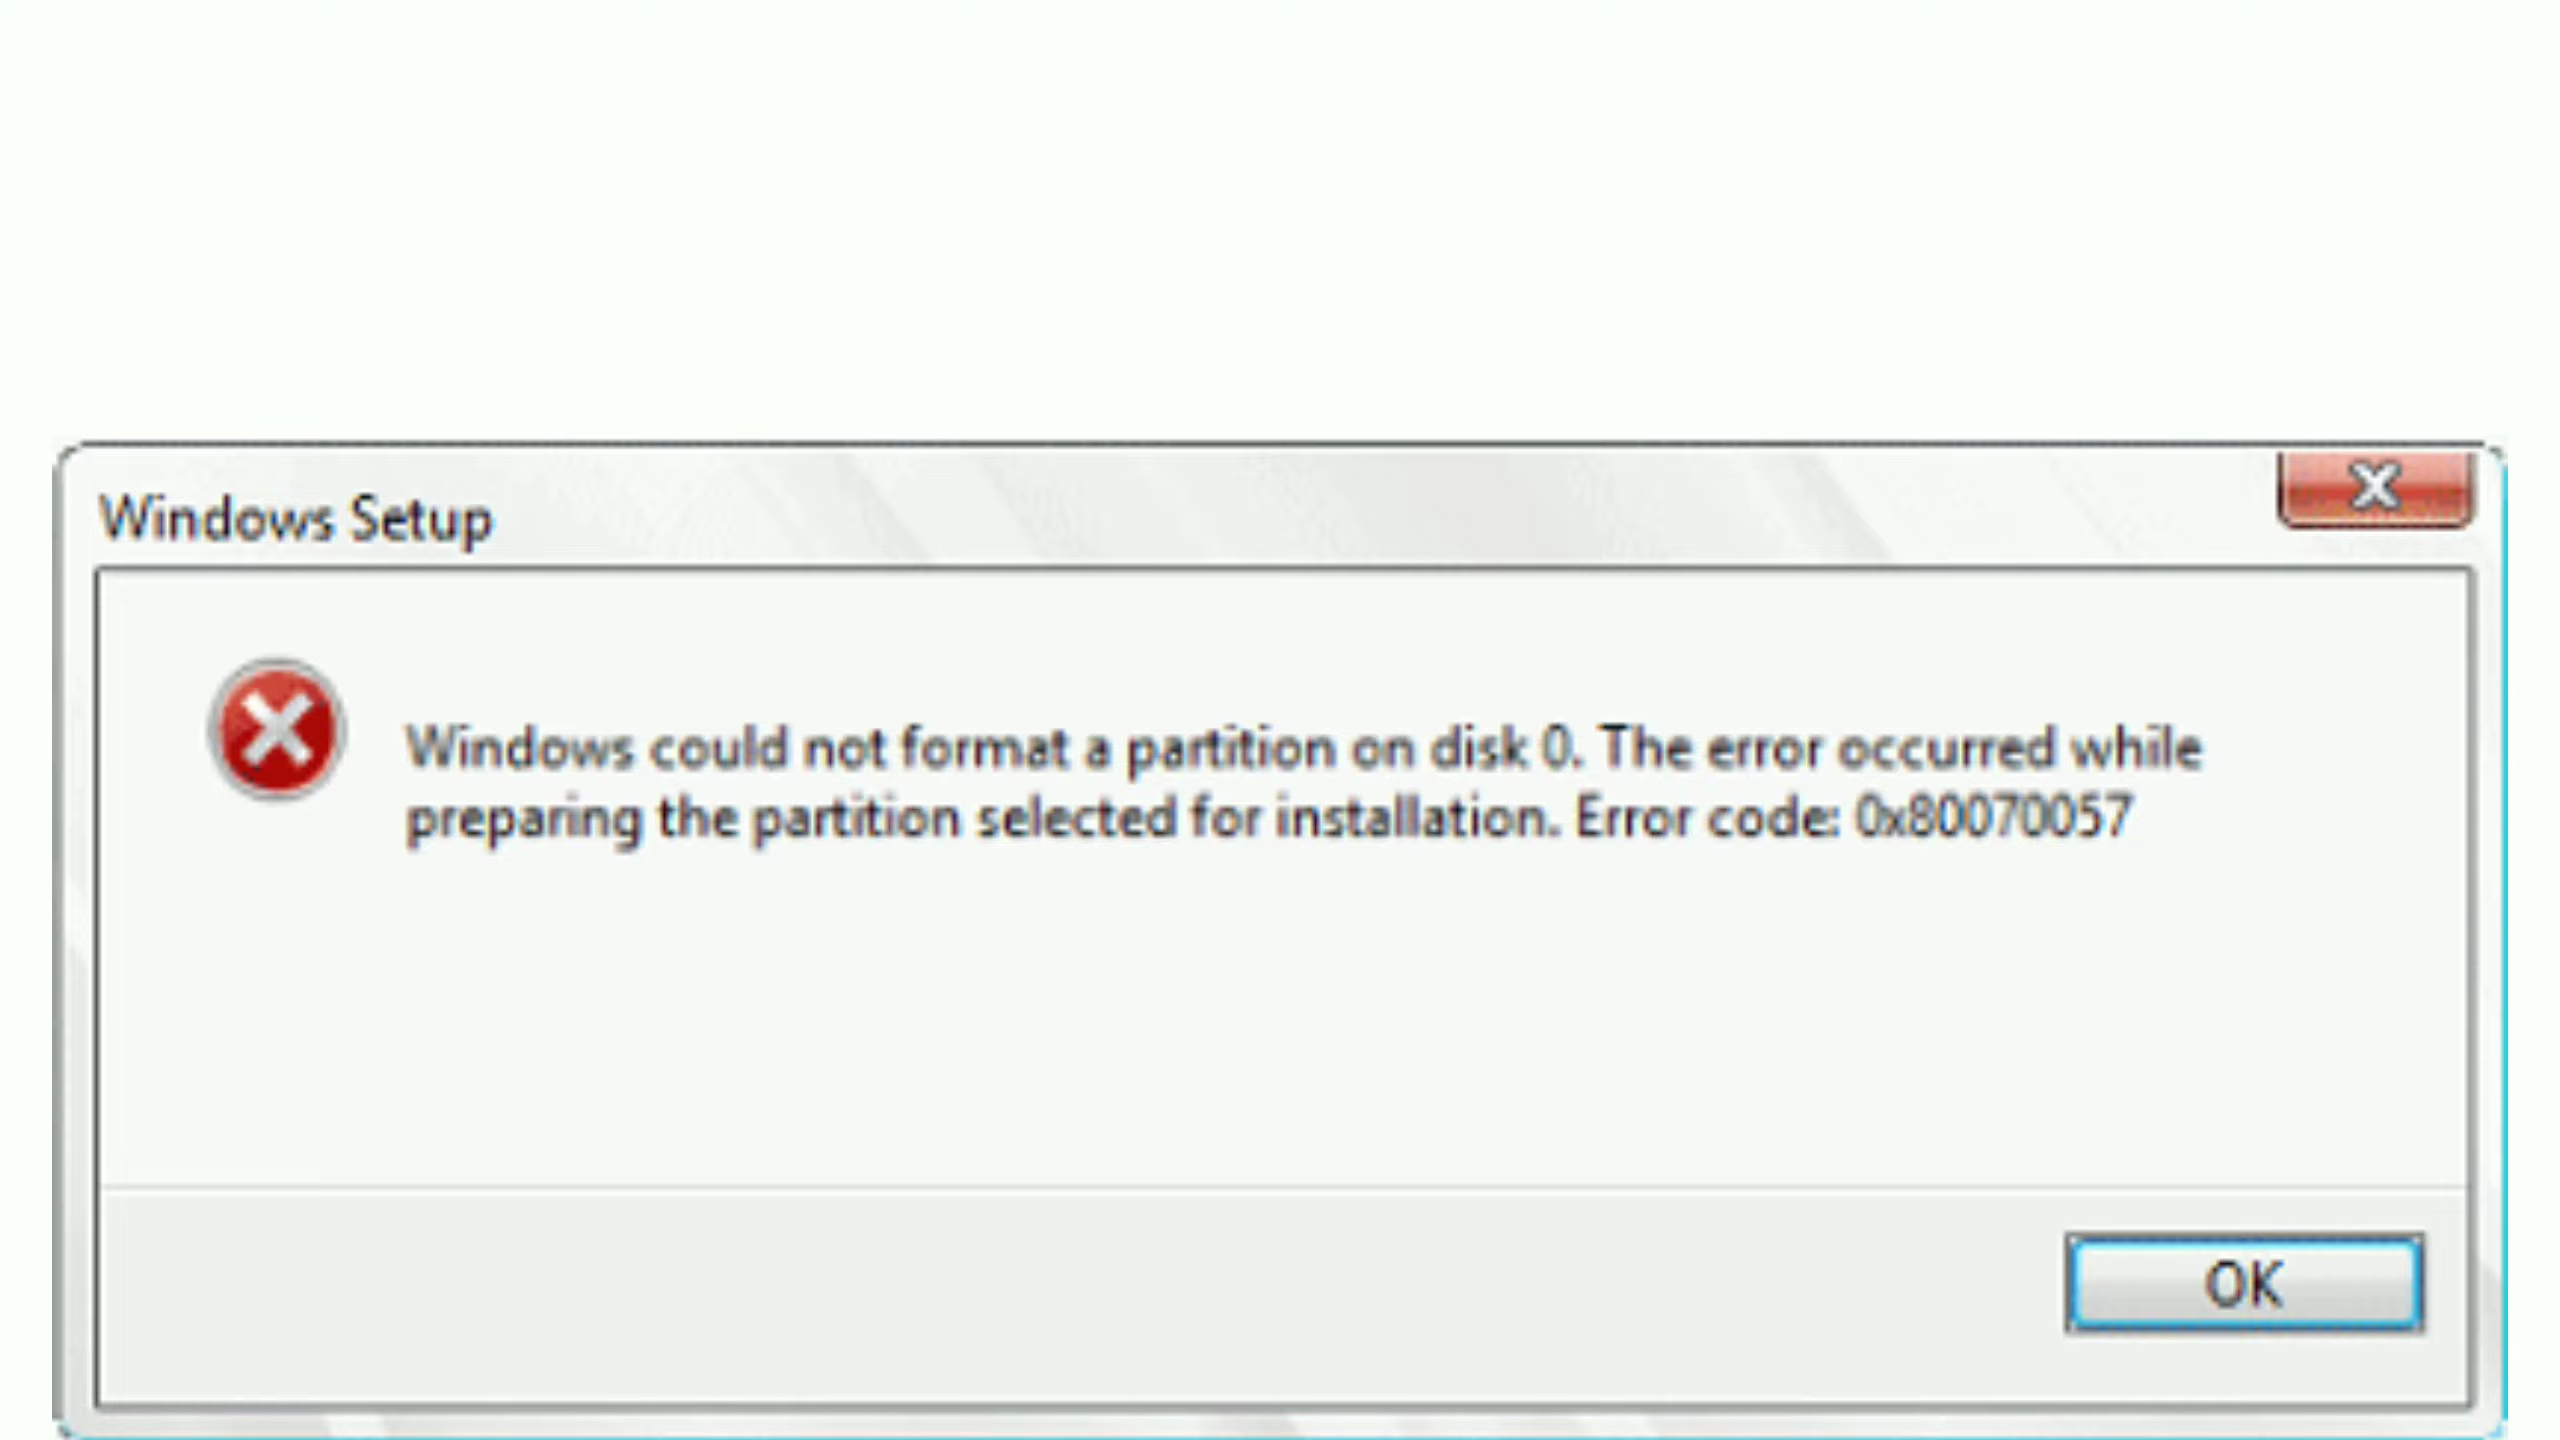 Windows Setup
Windows could not format a partition on disk 0. The error occurred while
preparing the partition selected for installation. Error code: 0x80070057
OK